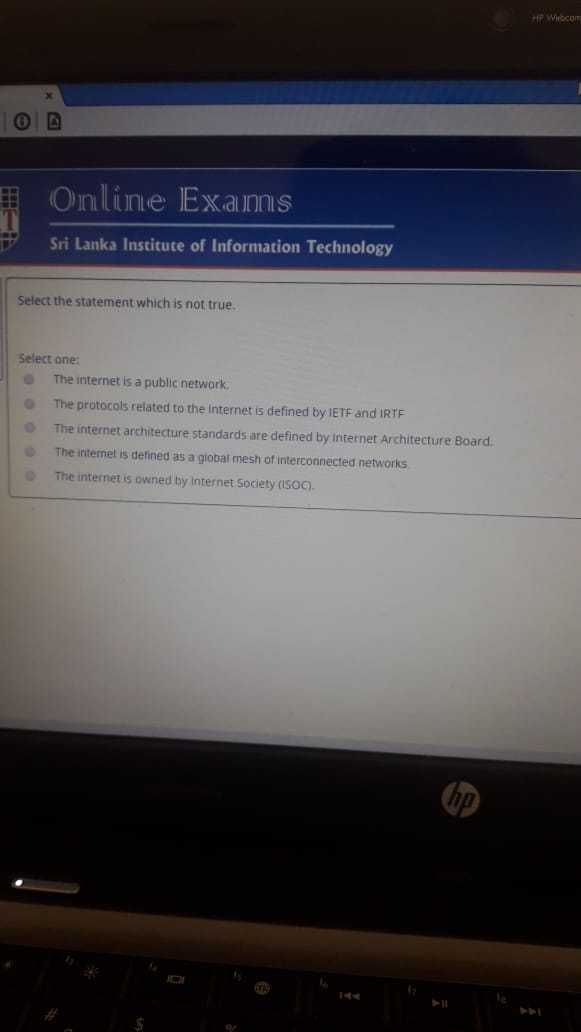 HP Webcam
Online Exams
T
Sri Lanka Institute of Information Technology
Select the statement which is not true.
Select one:
The internet is a public network.
The protocols related to the Internet is defined by IETF and IRTF
The internet architecture standards are defined by Internet Architecture Board.
The internet is defined as a global mesh of interconnected networks.
The internet is owned by Internet Society (ISOC).
hp
f3
f4
f5
f6
f7
f8
#
$
%